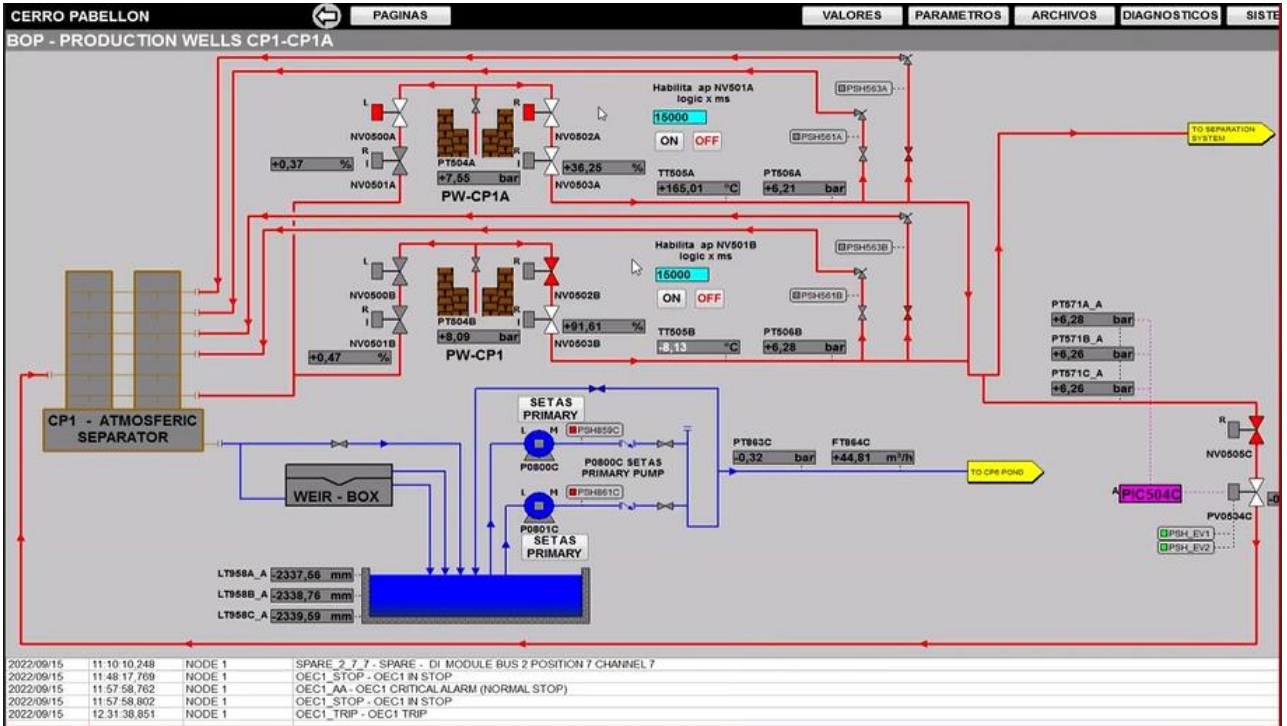 CERRO PABELLON
PAGINAS
VALORES
PARAMETROS
ARCHIVOS
DIAGNOSTICOS
SISTE
BOP - PRODUCTION WELLS CP1-CP1A
L
NV0500A
R
I
NV0501A
+0,37 %
PT504A
+7,55 bar
PW-CP1A
R
NV0502A
R
I
NV0503A
+36,25 %
Habilita ap NV501A
logic x ms
15000
ON
OFF
TT505A
+165,01 °C
PT506A
+6,21 bar
PSH563A
PSH561A
TO SEPARATION
SYSTEM
L
NV0500B
R
I
NV0501B
+0,47 %
PT504B
+8,09 bar
PW-CP1
R
NV0502B
R
I
NV0503B
+91,61 %
Habilita ap NV501B
logic x ms
15000
ON
OFF
TT505B
-8,13 °C
PT506B
+6,28 bar
PSH563B
PSH561B
PT571A_A
+6,28 bar
PT571B_A
+6,26 bar
PT571C_A
+6,26 bar
CP1 - ATMOSFERIC
SEPARATOR
WEIR - BOX
SETAS
PRIMARY
L M
PSH859C
P0800C
P0800C SETAS
PRIMARY PUMP
L M
PSH861C
P0801C
SETAS
PRIMARY
PT863C
-0,32 bar
FT864C
+44,81 m³/h
TO CP5 POND
R
NV0505C
A
PIC504C
PV0504C
PSH_EV1
PSH_EV2
LT958A_A -2337,56 mm
LT958B_A -2338,76 mm
LT958C_A -2339,59 mm
2022/09/15 11:10:10,248 NODE 1 SPARE_2_7_7 - SPARE - DI MODULE BUS 2 POSITION 7 CHANNEL 7
2022/09/15 11:48:17,769 NODE 1 OEC1_STOP - OEC1 IN STOP
2022/09/15 11:57:58,762 NODE 1 OEC1_AA - OEC1 CRITICAL ALARM (NORMAL STOP)
2022/09/15 11:57:58,802 NODE 1 OEC1_STOP - OEC1 IN STOP
2022/09/15 12:31:38,851 NODE 1 OEC1_TRIP - OEC1 TRIP